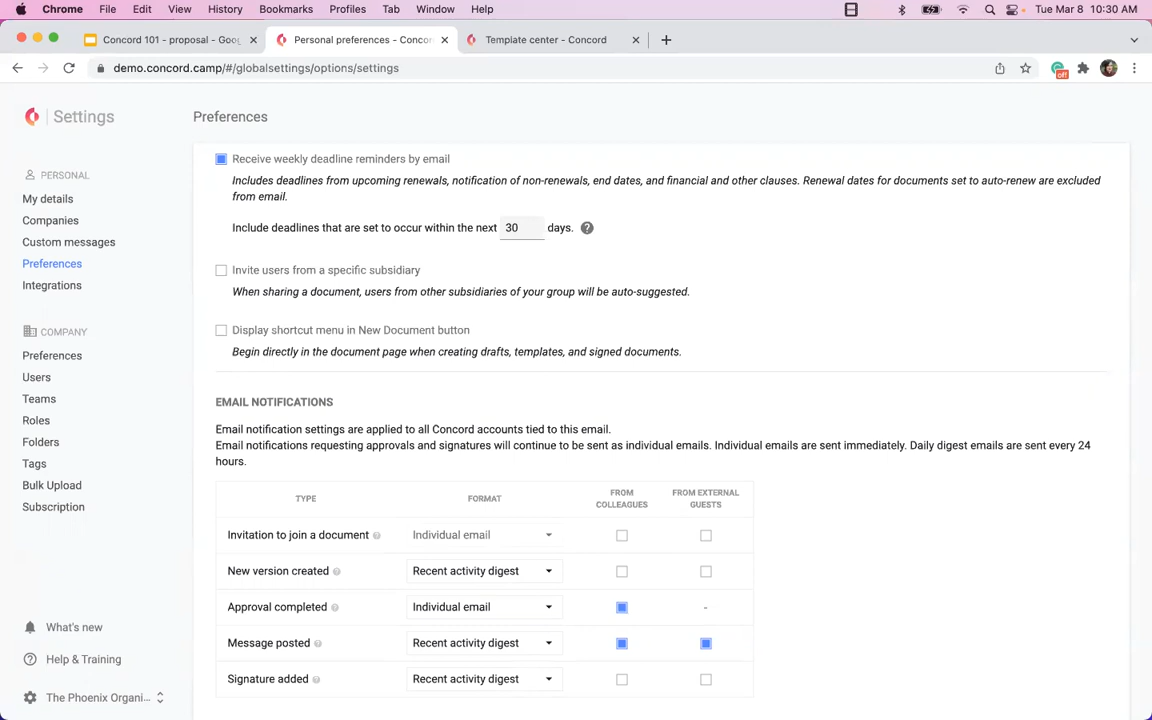 Chrome File Edit View History Bookmarks Profiles Tab Window Help Tue Mar 8 10:30 AM
Concord 101 - proposal - Goog
Personal preferences - Concor
Template center - Concord
demo.concord.camp/#/globalsettings/options/settings
off
Settings
Preferences
PERSONAL
My details
Companies
Custom messages
Preferences
Integrations
COMPANY
Preferences
Users
Teams
Roles
Folders
Tags
Bulk Upload
Subscription
What's new
Help & Training
The Phoenix Organi...
Receive weekly deadline reminders by email
Includes deadlines from upcoming renewals, notification of non-renewals, end dates, and financial and other clauses. Renewal dates for documents set to auto-renew are excluded
from email.
Include deadlines that are set to occur within the next 30 days. ?
Invite users from a specific subsidiary
When sharing a document, users from other subsidiaries of your group will be auto-suggested.
Display shortcut menu in New Document button
Begin directly in the document page when creating drafts, templates, and signed documents.
EMAIL NOTIFICATIONS
Email notification settings are applied to all Concord accounts tied to this email.
Email notifications requesting approvals and signatures will continue to be sent as individual emails. Individual emails are sent immediately. Daily digest emails are sent every 24
hours.
TYPE FORMAT FROM COLLEAGUES FROM EXTERNAL GUESTS
Invitation to join a document ? Individual email
New version created ? Recent activity digest
Approval completed ? Individual email -
Message posted ? Recent activity digest
Signature added ? Recent activity digest